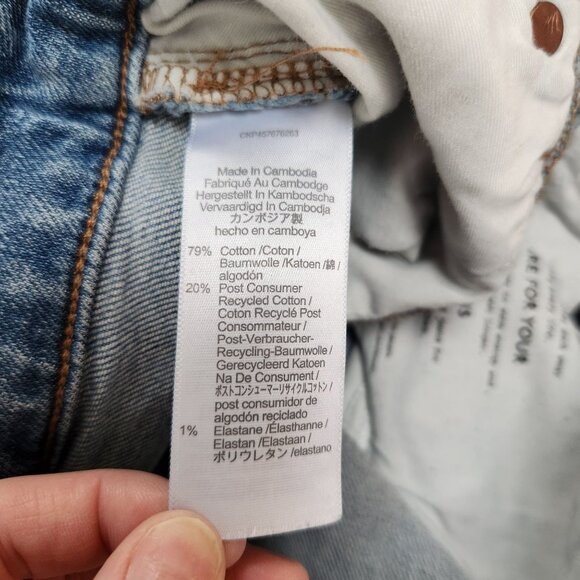 CRP457676263
Made In Cambodia
Fabriqué Au Cambodge
Hergestellt In Kambodscha
Vervaardigd In Cambodja
カンボジア製
hecho en camboya
79% Cotton /Coton /
Baumwolle /Katoen /綿 /
algodón
20% Post Consumer
Recycled Cotton /
Coton Recyclé Post
Consommateur /
Post-Verbraucher-
Recycling-Baumwolle /
Gerecycleerd Katoen
Na De Consument /
ポストコンシューマーリサイクルコットン /
post consumidor de
algodón reciclado
1% Elastane /Élasthanne /
Elastan /Elastaan /
ポリウレタン /elastano
RE FOR YOUR